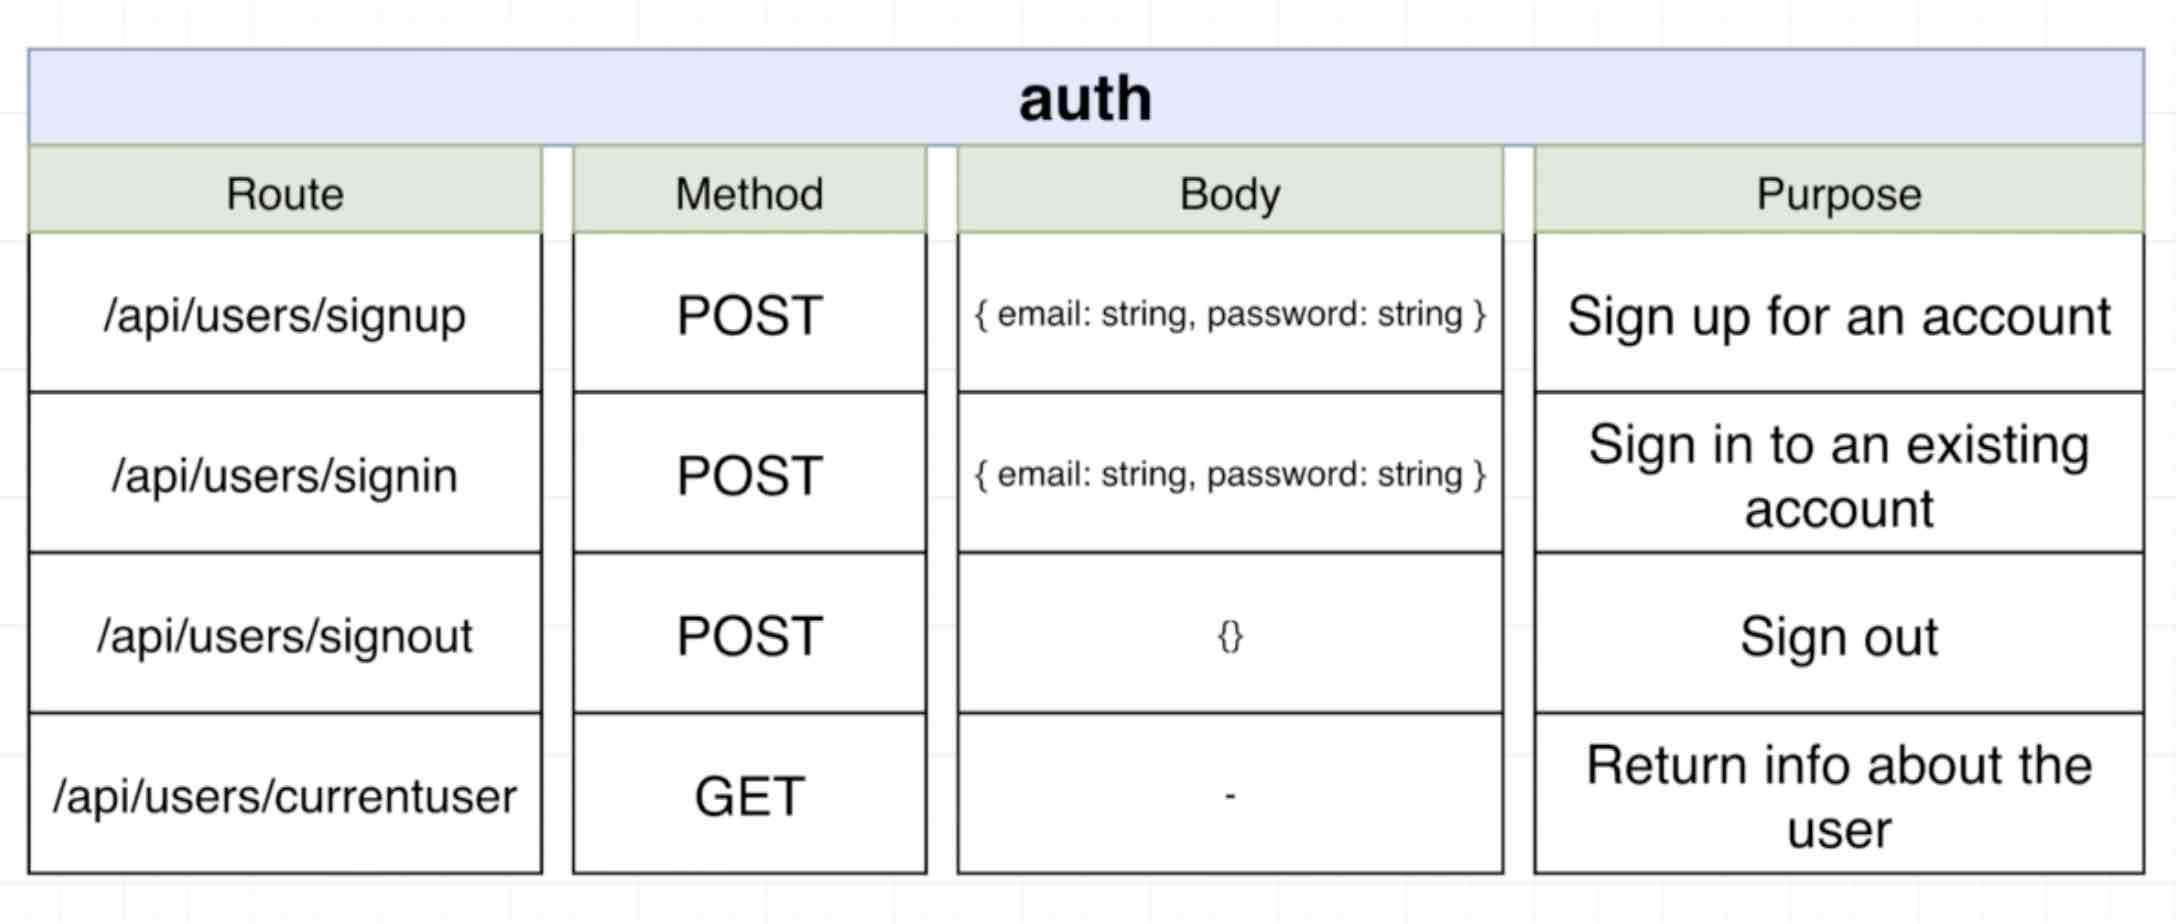 auth
Route Method Body Purpose
/api/users/signup POST { email: string, password: string } Sign up for an account
/api/users/signin POST { email: string, password: string } Sign in to an existing
account
/api/users/signout POST {} Sign out
/api/users/currentuser GET - Return info about the
user